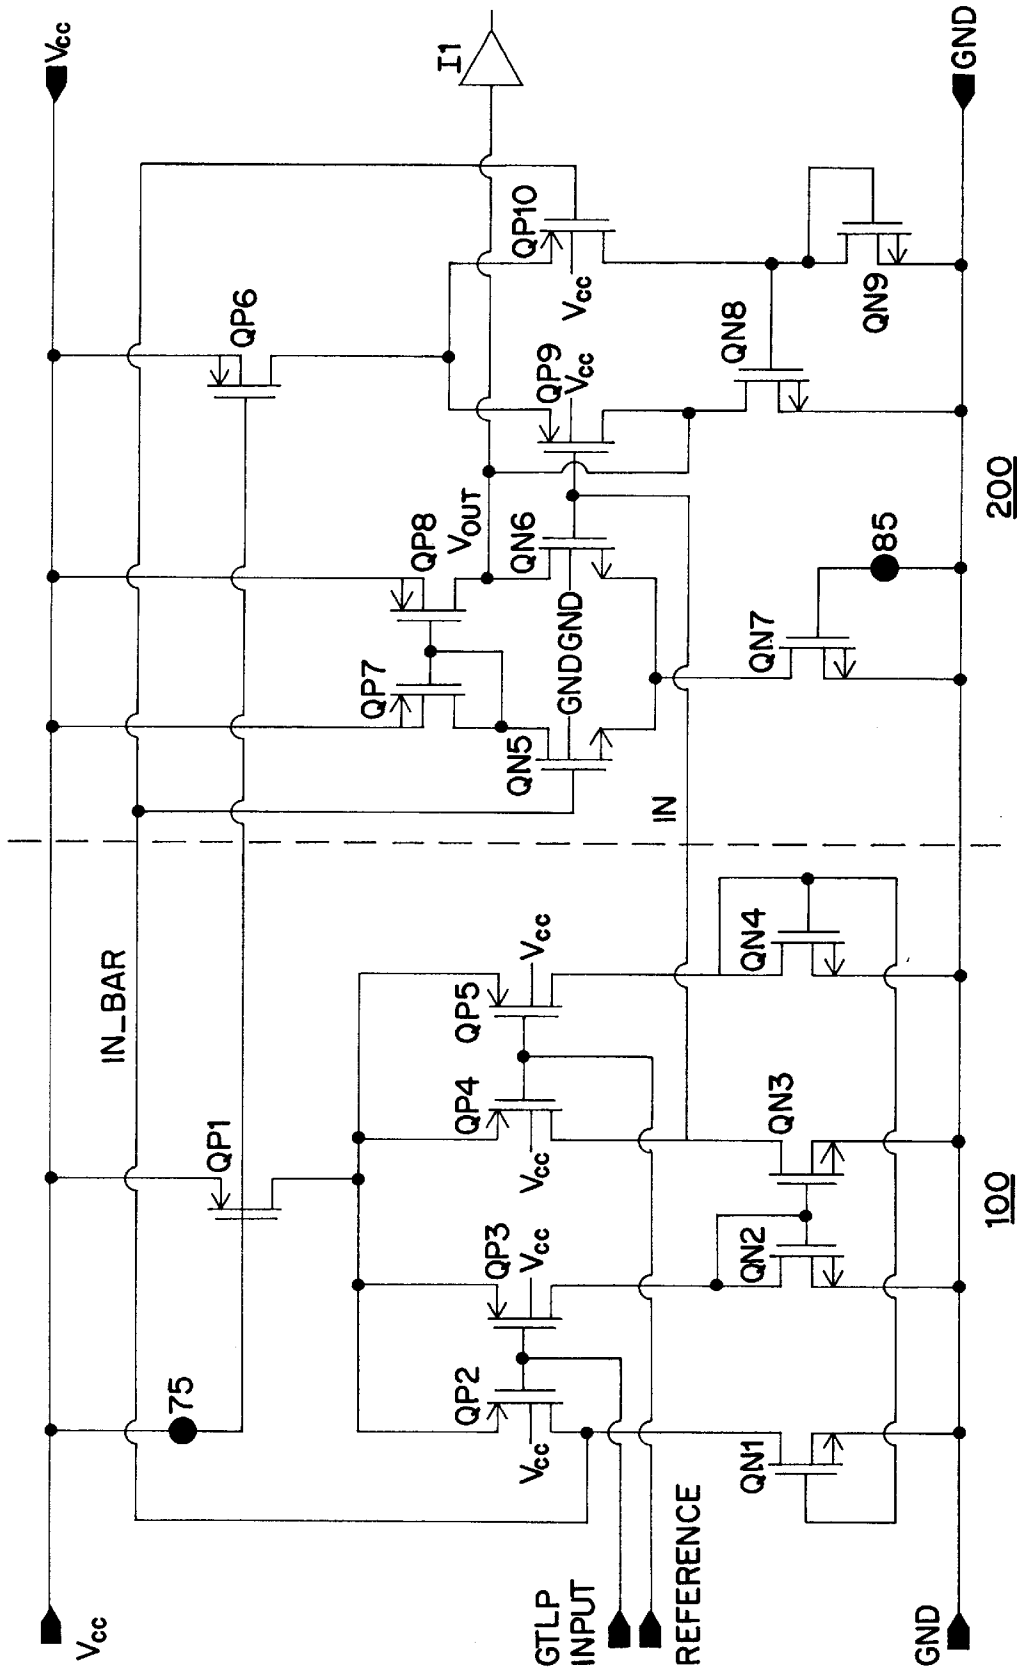 Vcc
Vcc
75
IN_BAR
QP1
QP6
QP7
QP8
VOUT
I1
QP2
QP3
QP4
QP5
Vcc
Vcc
Vcc
Vcc
QN5
QN6
GNDGND
QP9
Vcc
QP10
Vcc
GTLP
INPUT
REFERENCE
IN
QN1
QN2
QN3
QN4
QN7
85
QN8
QN9
GND
GND
100
200